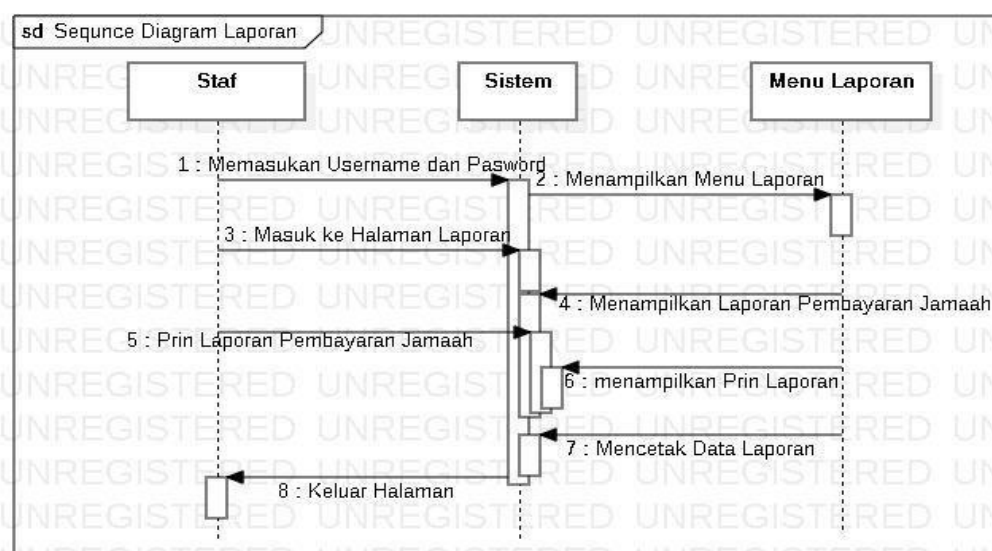 sd Sequnce Diagram Laporan
Staf
Sistem
Menu Laporan
1 : Memasukan Username dan Pasword
2 : Menampilkan Menu Laporan
3 : Masuk ke Halaman Laporan
4 : Menampilkan Laporan Pembayaran Jamaah
5 : Prin Laporan Pembayaran Jamaah
6 : menampilkan Prin Laporan
7 : Mencetak Data Laporan
8 : Keluar Halaman
UNREGISTERED